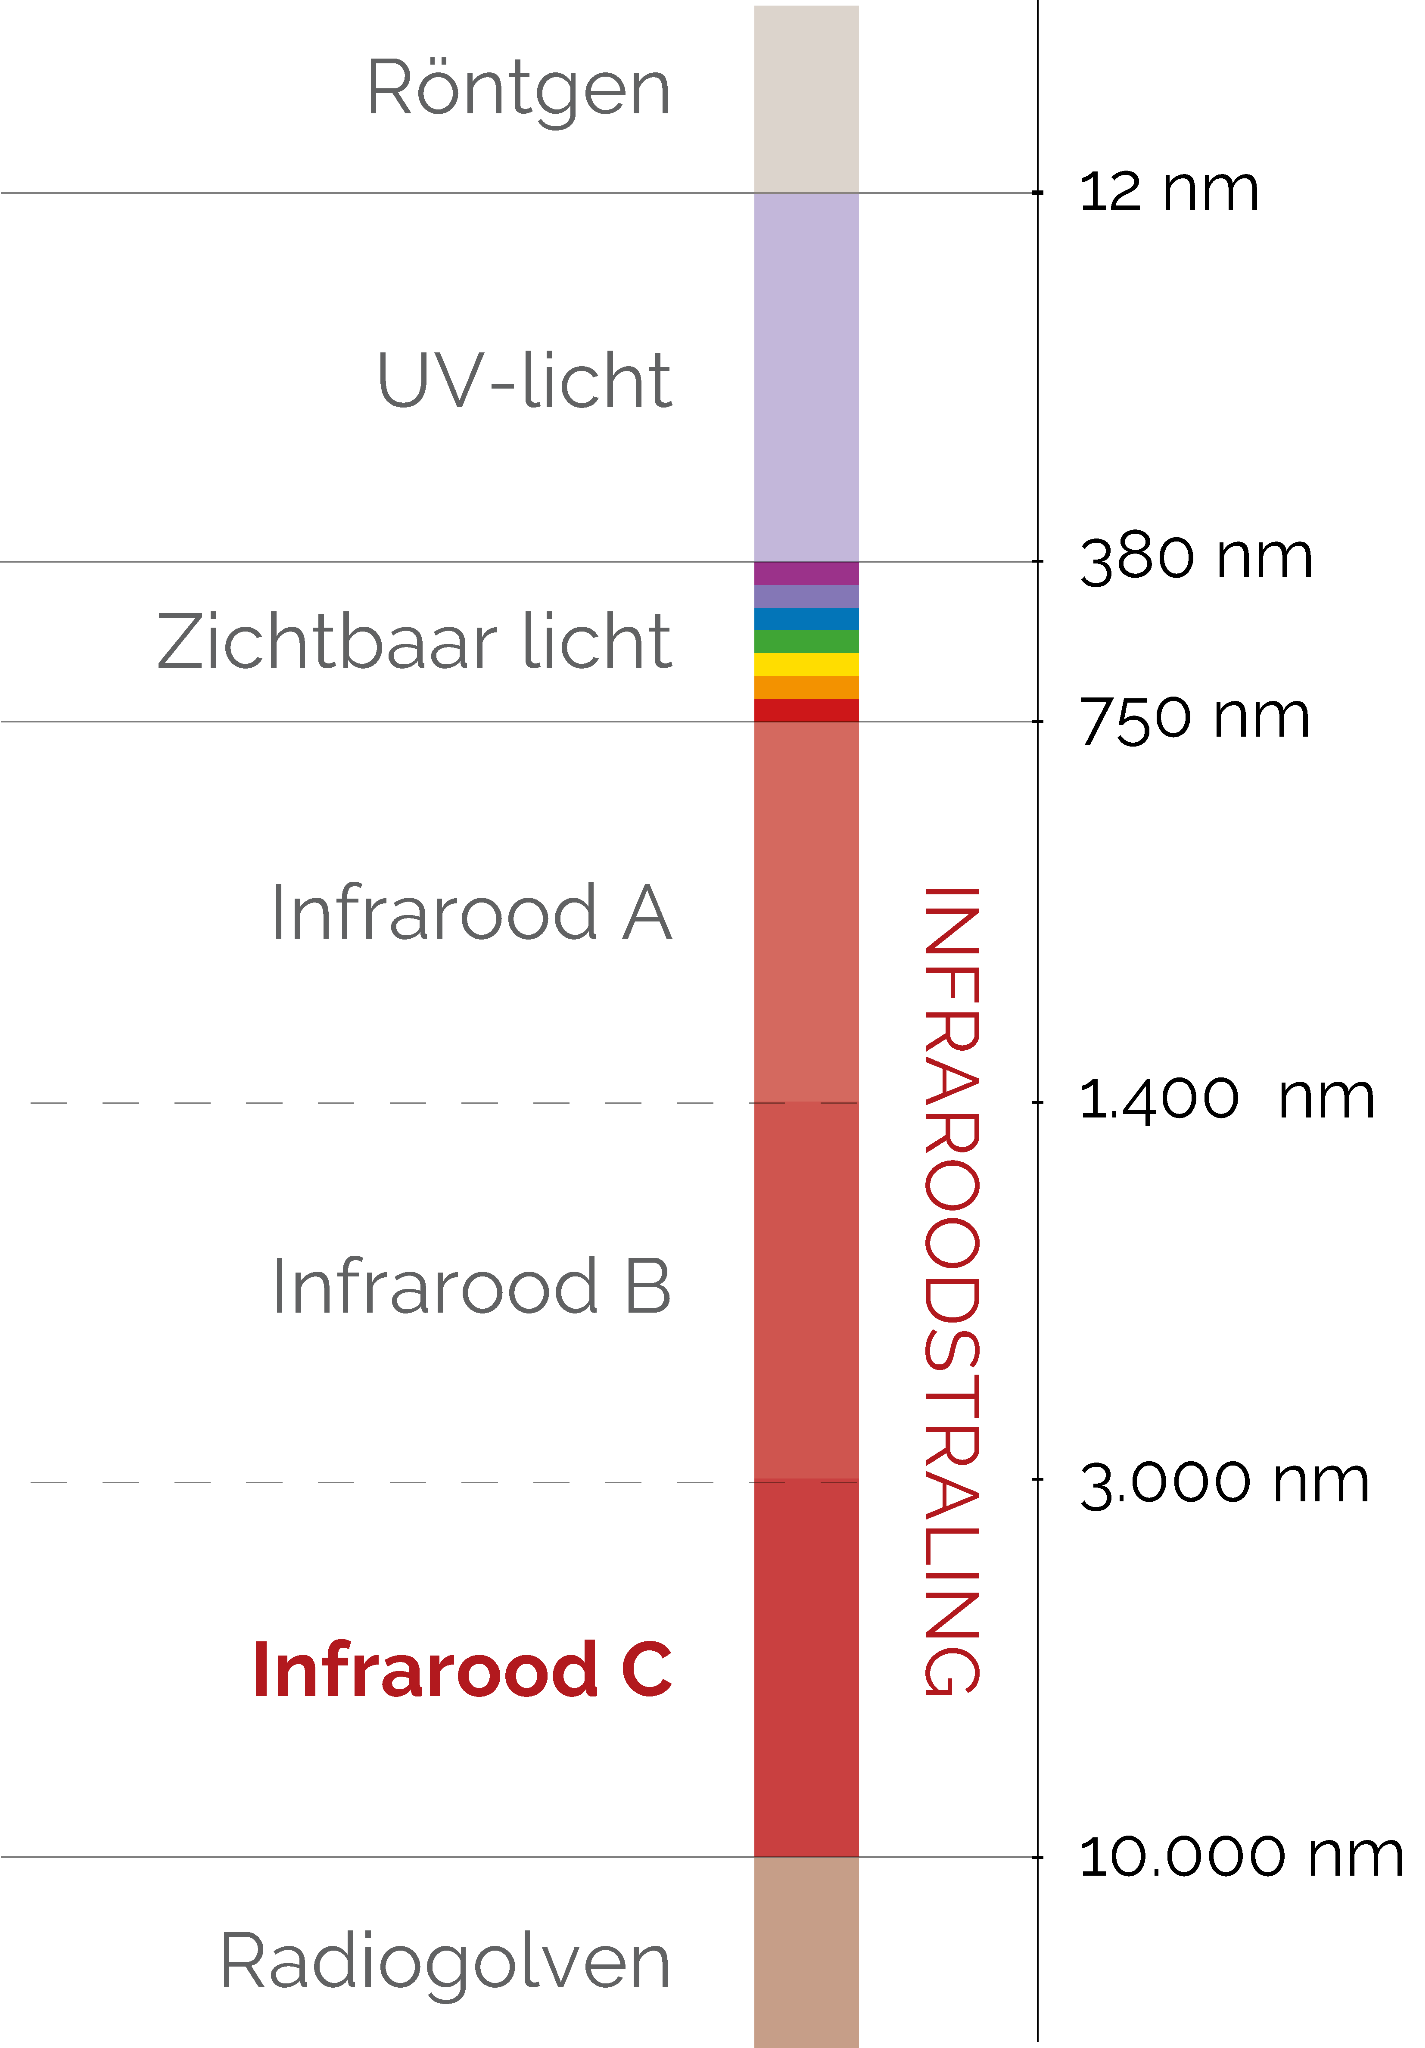 Röntgen
12 nm
UV-licht
380 nm
Zichtbaar licht
750 nm
Infrarood A
INFRAROODSTRALING
1.400 nm
Infrarood B
3.000 nm
Infrarood C
10.000 nm
Radiogolven